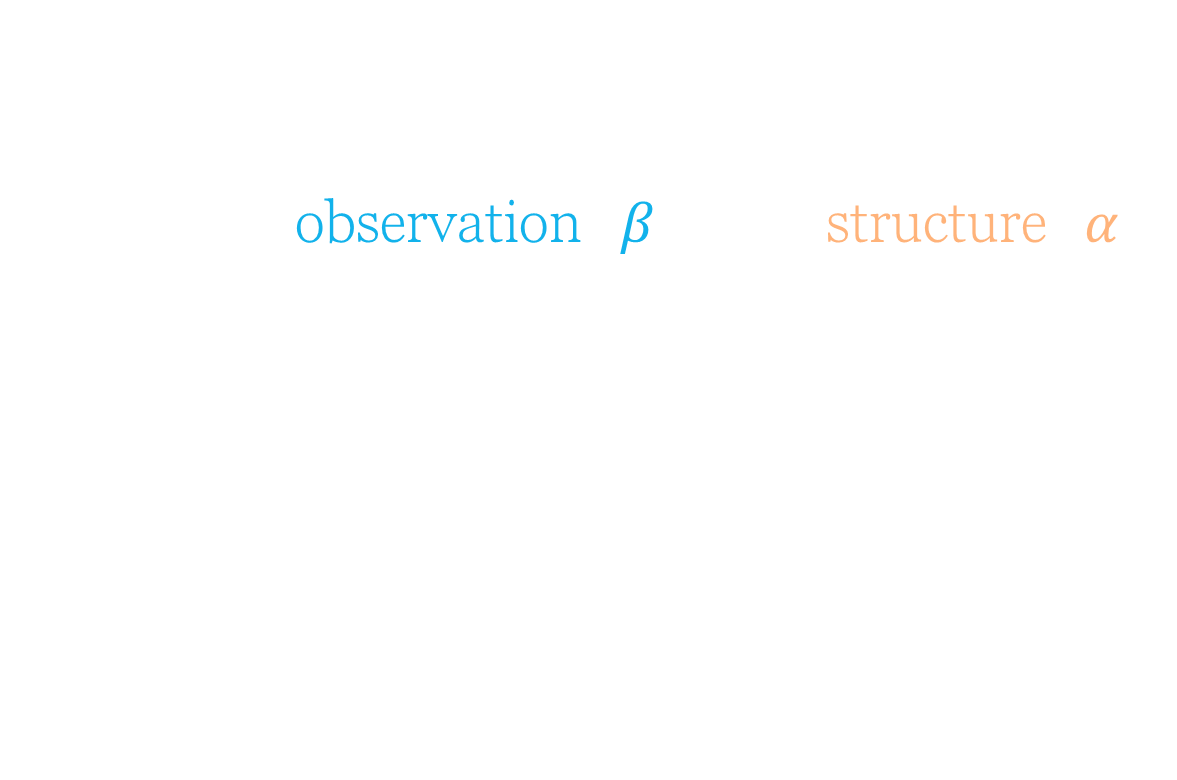 observation β structure α